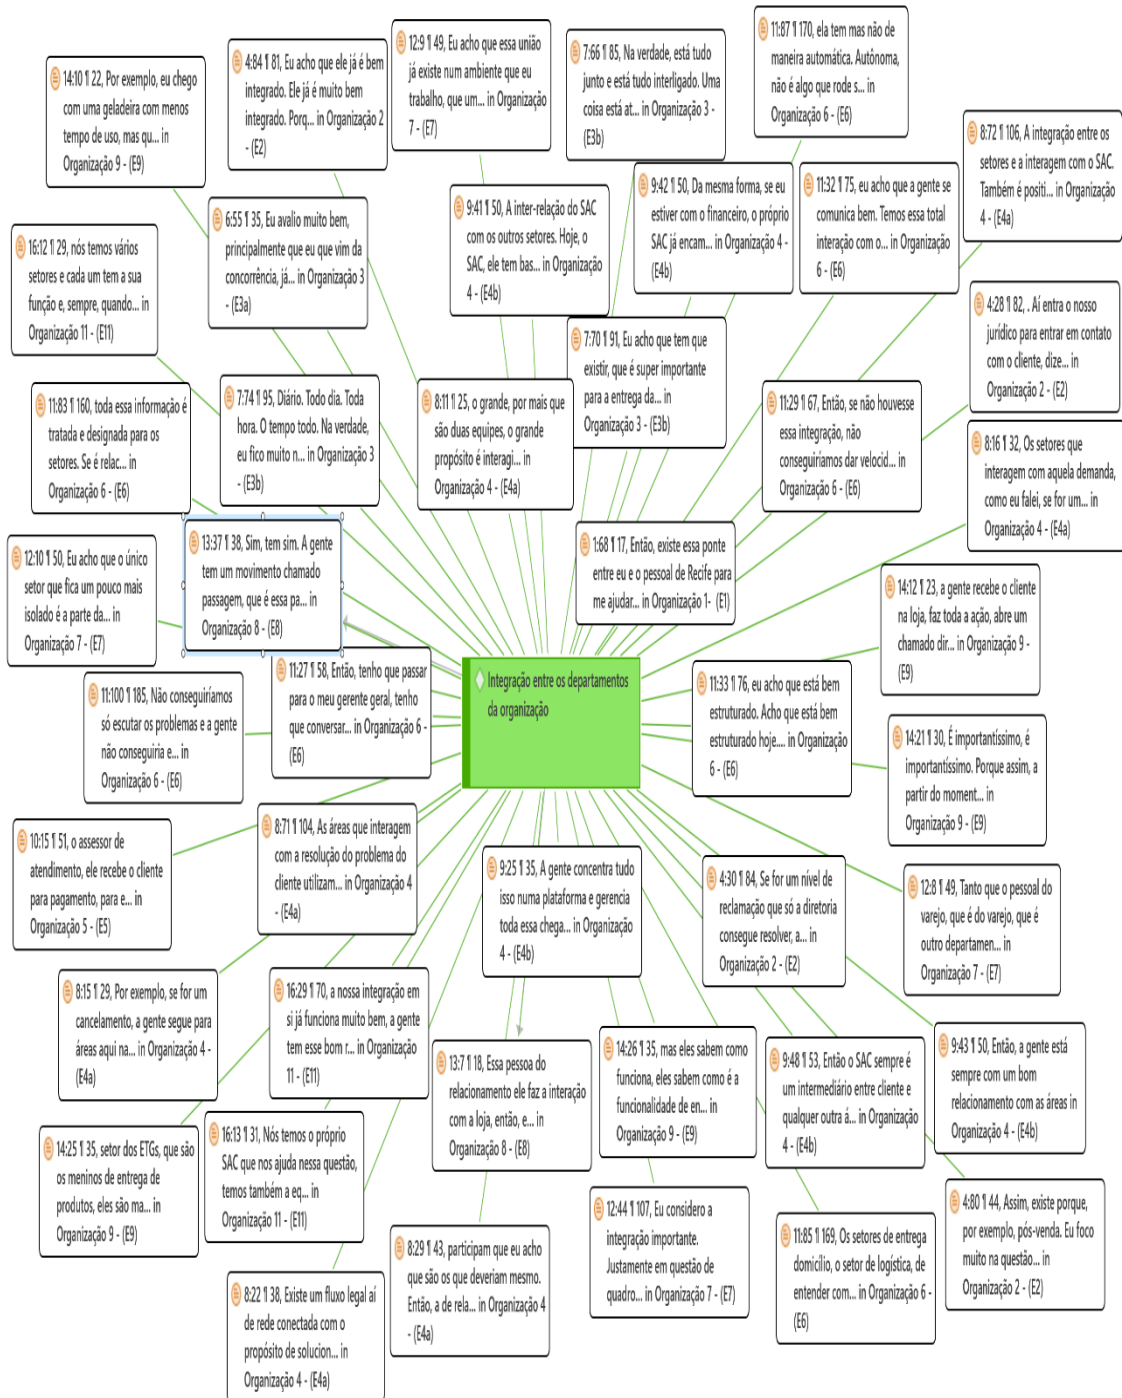 14:10 ¶ 22, Por exemplo, eu chego
com uma geladeira com menos
tempo de uso, mas qu... in
Organização 9 - (E9)
4:84 ¶ 81, Eu acho que ele já é bem
integrado. Ele já é muito bem
integrado. Porq... in Organização 2
- (E2)
12:9 ¶ 49, Eu acho que essa união
já existe num ambiente que eu
trabalho, que um... in Organização
7 - (E7)
7:66 ¶ 85, Na verdade, está tudo
junto e está tudo interligado. Uma
coisa está at... in Organização 3 -
(E3b)
11:87 ¶ 170, ela tem mas não de
maneira automática. Autônoma,
não é algo que rode s... in
Organização 6 - (E6)
8:72 ¶ 106, A integração entre os
setores e a interagem com o SAC.
Também é positi... in Organização
4 - (E4a)
16:12 ¶ 29, nós temos vários
setores e cada um tem a sua
função e, sempre, quando... in
Organização 11 - (E11)
6:55 ¶ 35, Eu avalio muito bem,
principalmente que eu que vim da
concorrência, já... in Organização 3
- (E3a)
9:41 ¶ 50, A inter-relação do SAC
com os outros setores. Hoje, o
SAC, ele tem bas... in Organização
4 - (E4b)
9:42 ¶ 50, Da mesma forma, se eu
estiver com o financeiro, o próprio
SAC já encam... in Organização 4 -
(E4b)
11:32 ¶ 75, eu acho que a gente se
comunica bem. Temos essa total
interação com o... in Organização
6 - (E6)
4:28 ¶ 82, . Aí entra o nosso
jurídico para entrar em contato
com o cliente, dize... in
Organização 2 - (E2)
11:83 ¶ 160, toda essa informação é
tratada e designada para os
setores. Se é relac... in
Organização 6 - (E6)
7:74 ¶ 95, Diário. Todo dia. Toda
hora. O tempo todo. Na verdade,
eu fico muito n... in Organização 3
- (E3b)
8:11 ¶ 25, o grande, por mais que
são duas equipes, o grande
propósito é interagi... in
Organização 4 - (E4a)
7:70 ¶ 91, Eu acho que tem que
existir, que é super importante
para a entrega da... in
Organização 3 - (E3b)
11:29 ¶ 67, Então, se não houvesse
essa integração, não
conseguiríamos dar velocid... in
Organização 6 - (E6)
8:16 ¶ 32, Os setores que
interagem com aquela demanda,
como eu falei, se for um... in
Organização 4 - (E4a)
12:10 ¶ 50, Eu acho que o único
setor que fica um pouco mais
isolado é a parte da... in
Organização 7 - (E7)
13:37 ¶ 38, Sim, tem sim. A gente
tem um movimento chamado
passagem, que é essa pa... in
Organização 8 - (E8)
1:68 ¶ 17, Então, existe essa ponte
entre eu e o pessoal de Recife para
me ajudar... in Organização 1- (E1)
14:12 ¶ 23, a gente recebe o cliente
na loja, faz toda a ação, abre um
chamado dir... in Organização 9 -
(E9)
11:100 ¶ 185, Não conseguiríamos
só escutar os problemas e a gente
não conseguiria e... in
Organização 6 - (E6)
11:27 ¶ 58, Então, tenho que passar
para o meu gerente geral, tenho
que conversar... in Organização 6 -
(E6)
Integração entre os departamentos
da organização
11:33 ¶ 76, eu acho que está bem
estruturado. Acho que está bem
estruturado hoje.... in Organização
6 - (E6)
14:21 ¶ 30, É importantíssimo, é
importantíssimo. Porque assim, a
partir do moment... in
Organização 9 - (E9)
10:15 ¶ 51, o assessor de
atendimento, ele recebe o cliente
para pagamento, para e... in
Organização 5 - (E5)
8:71 ¶ 104, As áreas que interagem
com a resolução do problema do
cliente utilizam... in Organização 4
- (E4a)
9:25 ¶ 35, A gente concentra tudo
isso numa plataforma e gerencia
toda essa chega... in Organização
4 - (E4b)
4:30 ¶ 84, Se for um nível de
reclamação que só a diretoria
consegue resolver, a... in
Organização 2 - (E2)
12:8 ¶ 49, Tanto que o pessoal do
varejo, que é do varejo, que é
outro departamen... in
Organização 7 - (E7)
8:15 ¶ 29, Por exemplo, se for um
cancelamento, a gente segue para
áreas aqui na... in Organização 4 -
(E4a)
16:29 ¶ 70, a nossa integração em
si já funciona muito bem, a gente
tem esse bom r... in Organização
11 - (E11)
13:7 ¶ 18, Essa pessoa do
relacionamento ele faz a interação
com a loja, então, e... in
Organização 8 - (E8)
14:26 ¶ 35, mas eles sabem como
funciona, eles sabem como é a
funcionalidade de en... in
Organização 9 - (E9)
9:48 ¶ 53, Então o SAC sempre é
um intermediário entre cliente e
qualquer outra á... in Organização
4 - (E4b)
9:43 ¶ 50, Então, a gente está
sempre com um bom
relacionamento com as áreas in
Organização 4 - (E4b)
14:25 ¶ 35, setor dos ETGs, que são
os meninos de entrega de
produtos, eles são ma... in
Organização 9 - (E9)
16:13 ¶ 31, Nós temos o próprio
SAC que nos ajuda nessa questão,
temos também a eq... in
Organização 11 - (E11)
8:29 ¶ 43, participam que eu acho
que são os que deveriam mesmo.
Então, a de rela... in Organização 4
- (E4a)
12:44 ¶ 107, Eu considero a
integração importante.
Justamente em questão de
quadro... in Organização 7 - (E7)
11:85 ¶ 169, Os setores de entrega
domicílio, o setor de logística, de
entender com... in Organização 6 -
(E6)
4:80 ¶ 44, Assim, existe porque,
por exemplo, pós-venda. Eu foco
muito na questão... in
Organização 2 - (E2)
8:22 ¶ 38, Existe um fluxo legal aí
de rede conectada com o
propósito de solucion... in
Organização 4 - (E4a)